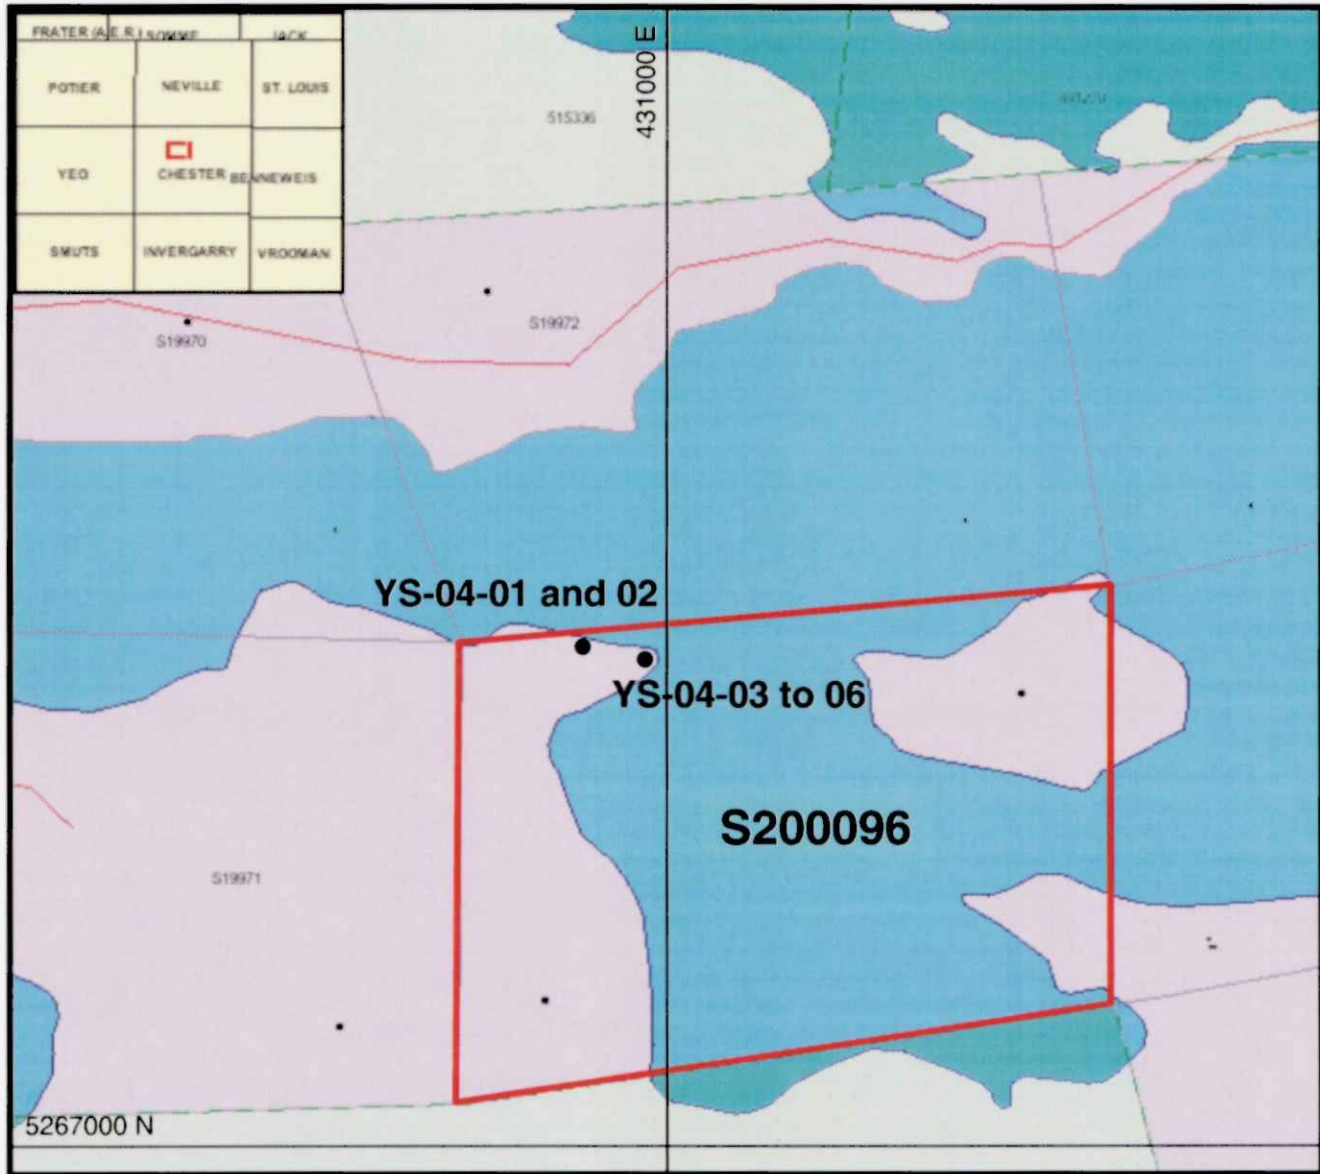 FRATER (A.E.R.) SOMME JACK
POTIER NEVILLE ST. LOUIS
YEO CHESTER BENNEWEIS
SMUTS INVERGARRY VROOMAN
431000 E
515336
S19972
S19970
YS-04-01 and 02
YS-04-03 to 06
S200096
S19971
5267000 N